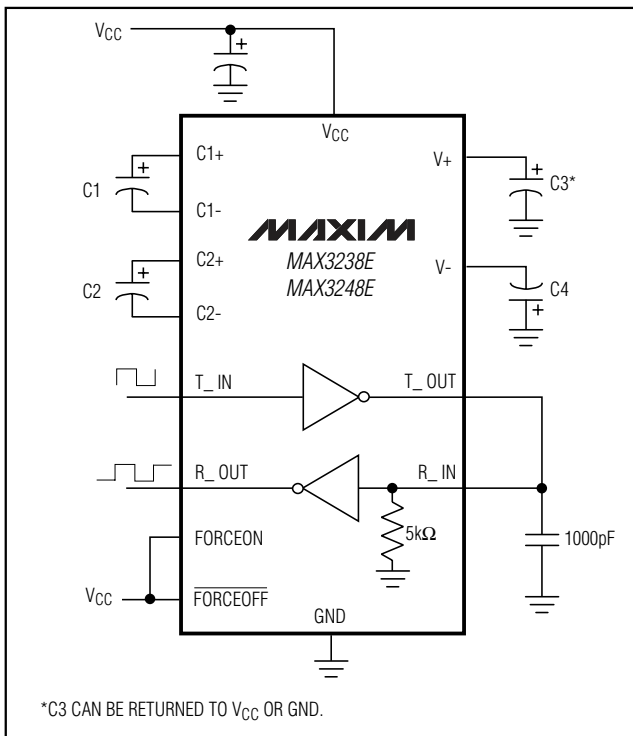 VCC
+
VCC
C1+
V+
+
C1
+
C3*
C1-
MAXIM
MAX3238E
MAX3248E
C2+
V-
C2
+
C4
+
C2-
T_ IN
T_ OUT
R_ OUT
R_ IN
5kΩ
1000pF
FORCEON
VCC
FORCEOFF
GND
*C3 CAN BE RETURNED TO VCC OR GND.